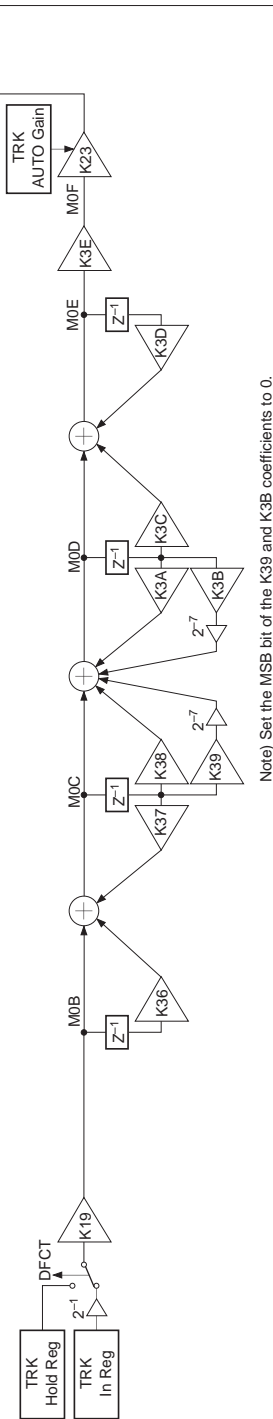 TRK
Hold Reg
TRK
In Reg
2⁻¹
DFCT
K19
M0B
Z⁻¹
K36
M0C
Z⁻¹
K37
K38
K39
2⁻⁷
M0D
Z⁻¹
K3A
K3C
K3B
2⁻⁷
M0E
Z⁻¹
K3D
K3E
M0F
TRK
AUTO Gain
K23
Note) Set the MSB bit of the K39 and K3B coefficients to 0.